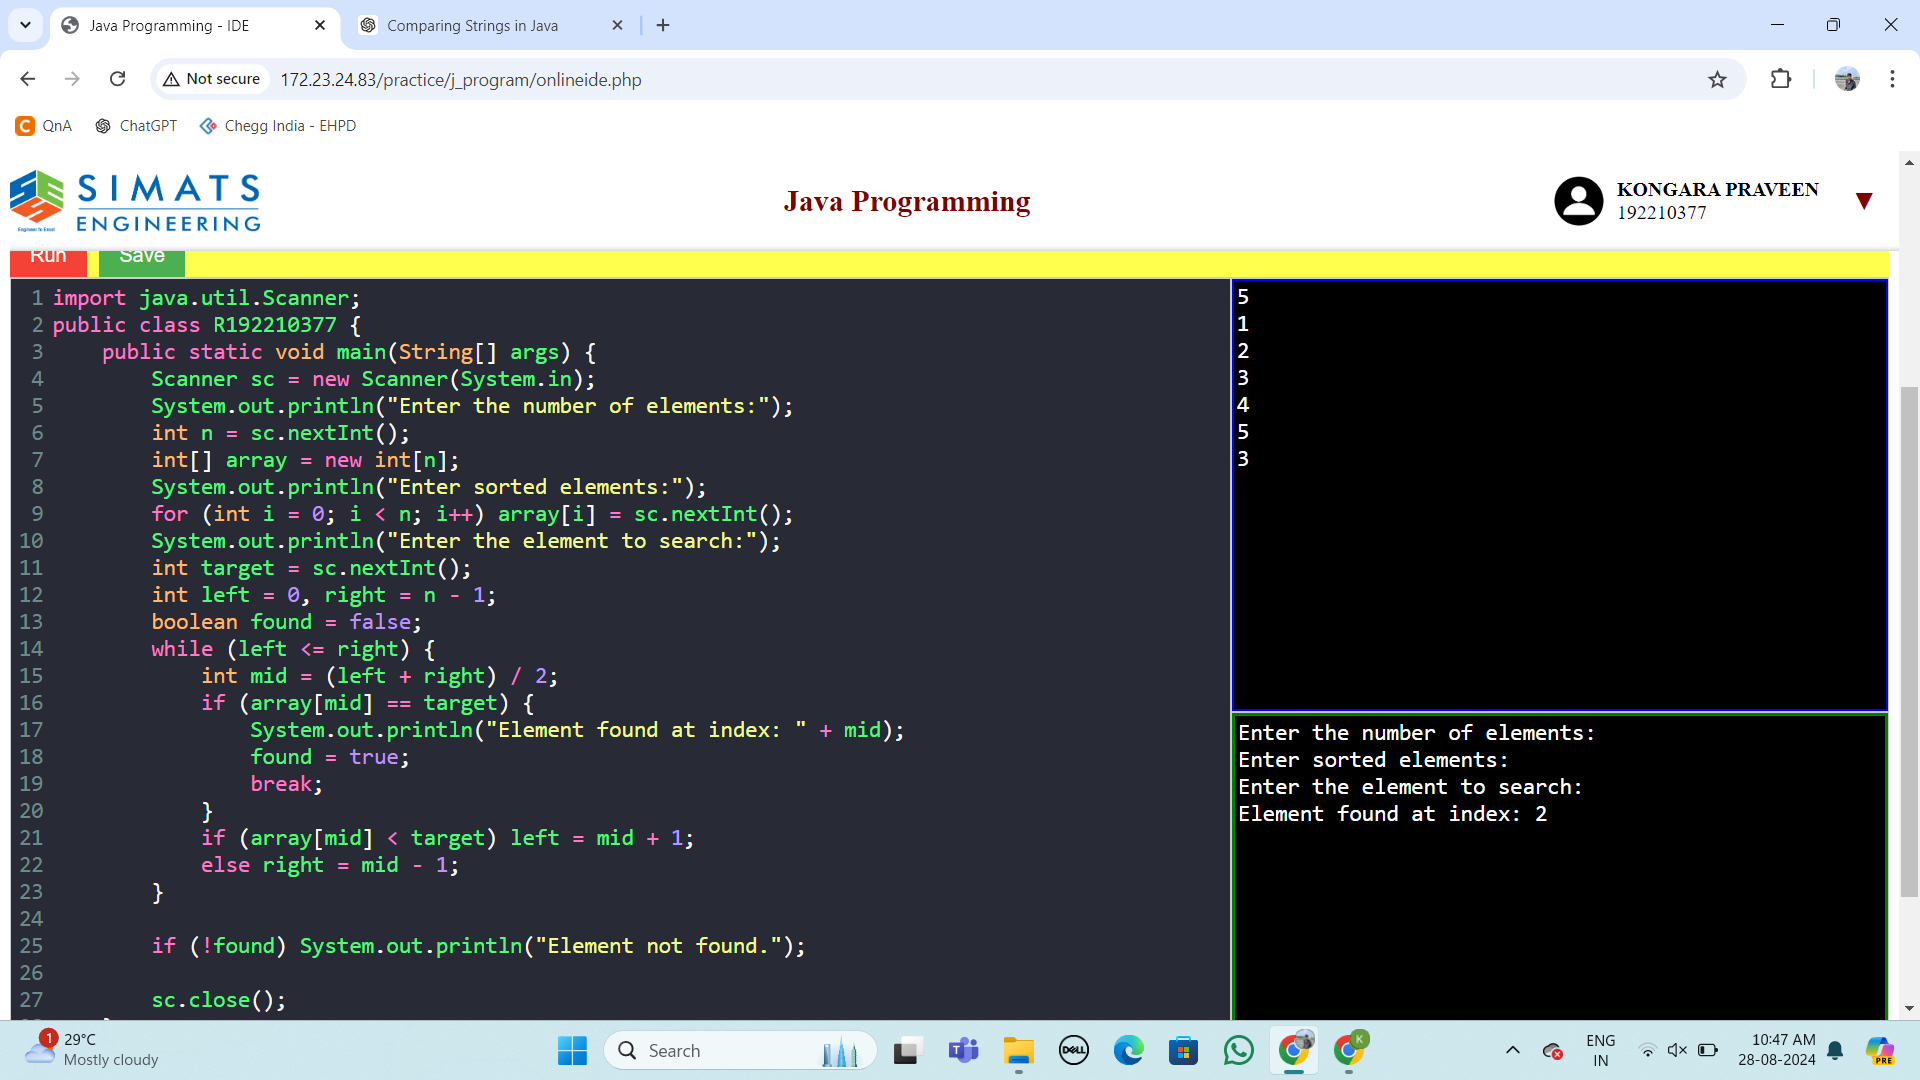 Java Programming - IDE
Comparing Strings in Java
Not secure
172.23.24.83/practice/j_program/onlineide.php
QnA
ChatGPT
Chegg India - EHPD
SIMATS
ENGINEERING
Engineer to Excel
Java Programming
KONGARA PRAVEEN
192210377
Run
Save
1 import java.util.Scanner;
2 public class R192210377 {
3     public static void main(String[] args) {
4         Scanner sc = new Scanner(System.in);
5         System.out.println("Enter the number of elements:");
6         int n = sc.nextInt();
7         int[] array = new int[n];
8         System.out.println("Enter sorted elements:");
9         for (int i = 0; i < n; i++) array[i] = sc.nextInt();
10         System.out.println("Enter the element to search:");
11         int target = sc.nextInt();
12         int left = 0, right = n - 1;
13         boolean found = false;
14         while (left <= right) {
15             int mid = (left + right) / 2;
16             if (array[mid] == target) {
17                 System.out.println("Element found at index: " + mid);
18                 found = true;
19                 break;
20             }
21             if (array[mid] < target) left = mid + 1;
22             else right = mid - 1;
23         }
24
25         if (!found) System.out.println("Element not found.");
26
27         sc.close();
5
1
2
3
4
5
3
Enter the number of elements:
Enter sorted elements:
Enter the element to search:
Element found at index: 2
1
29°C
Mostly cloudy
Search
DELL
K
ENG
IN
10:47 AM
28-08-2024
PRE